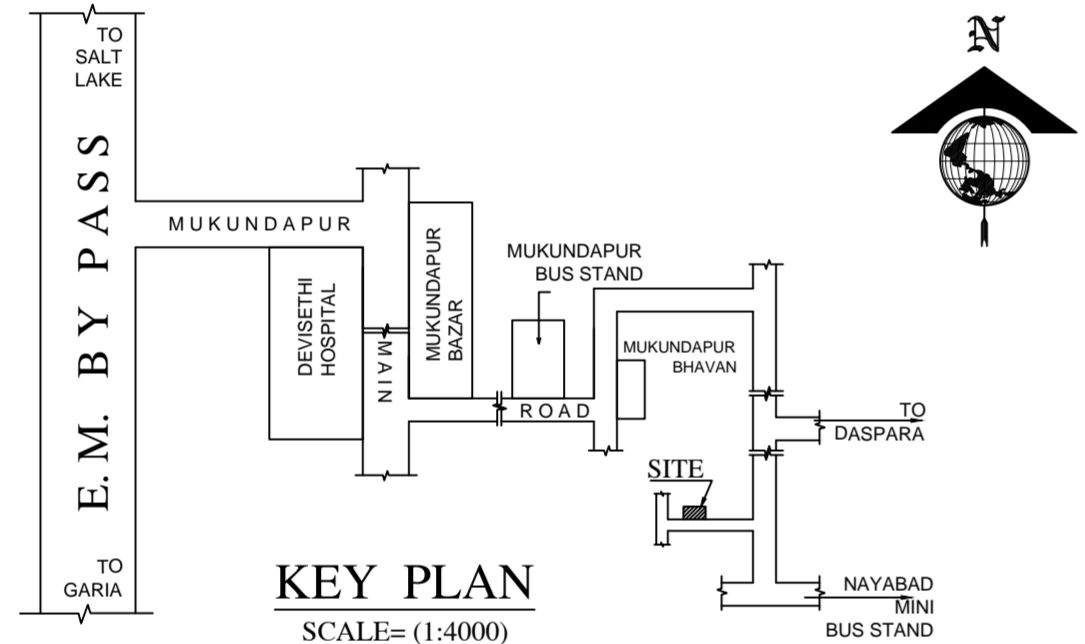 TO
SALT
LAKE
E.M. BY PASS
TO
GARIA
MUKUNDAPUR
DEVISETHI
HOSPITAL
MAIN
MUKUNDAPUR
BAZAR
MUKUNDAPUR
BUS STAND
ROAD
MUKUNDAPUR
BHAVAN
TO
DASPARA
SITE
NAYABAD
MINI
BUS STAND
N
KEY PLAN
SCALE= (1:4000)